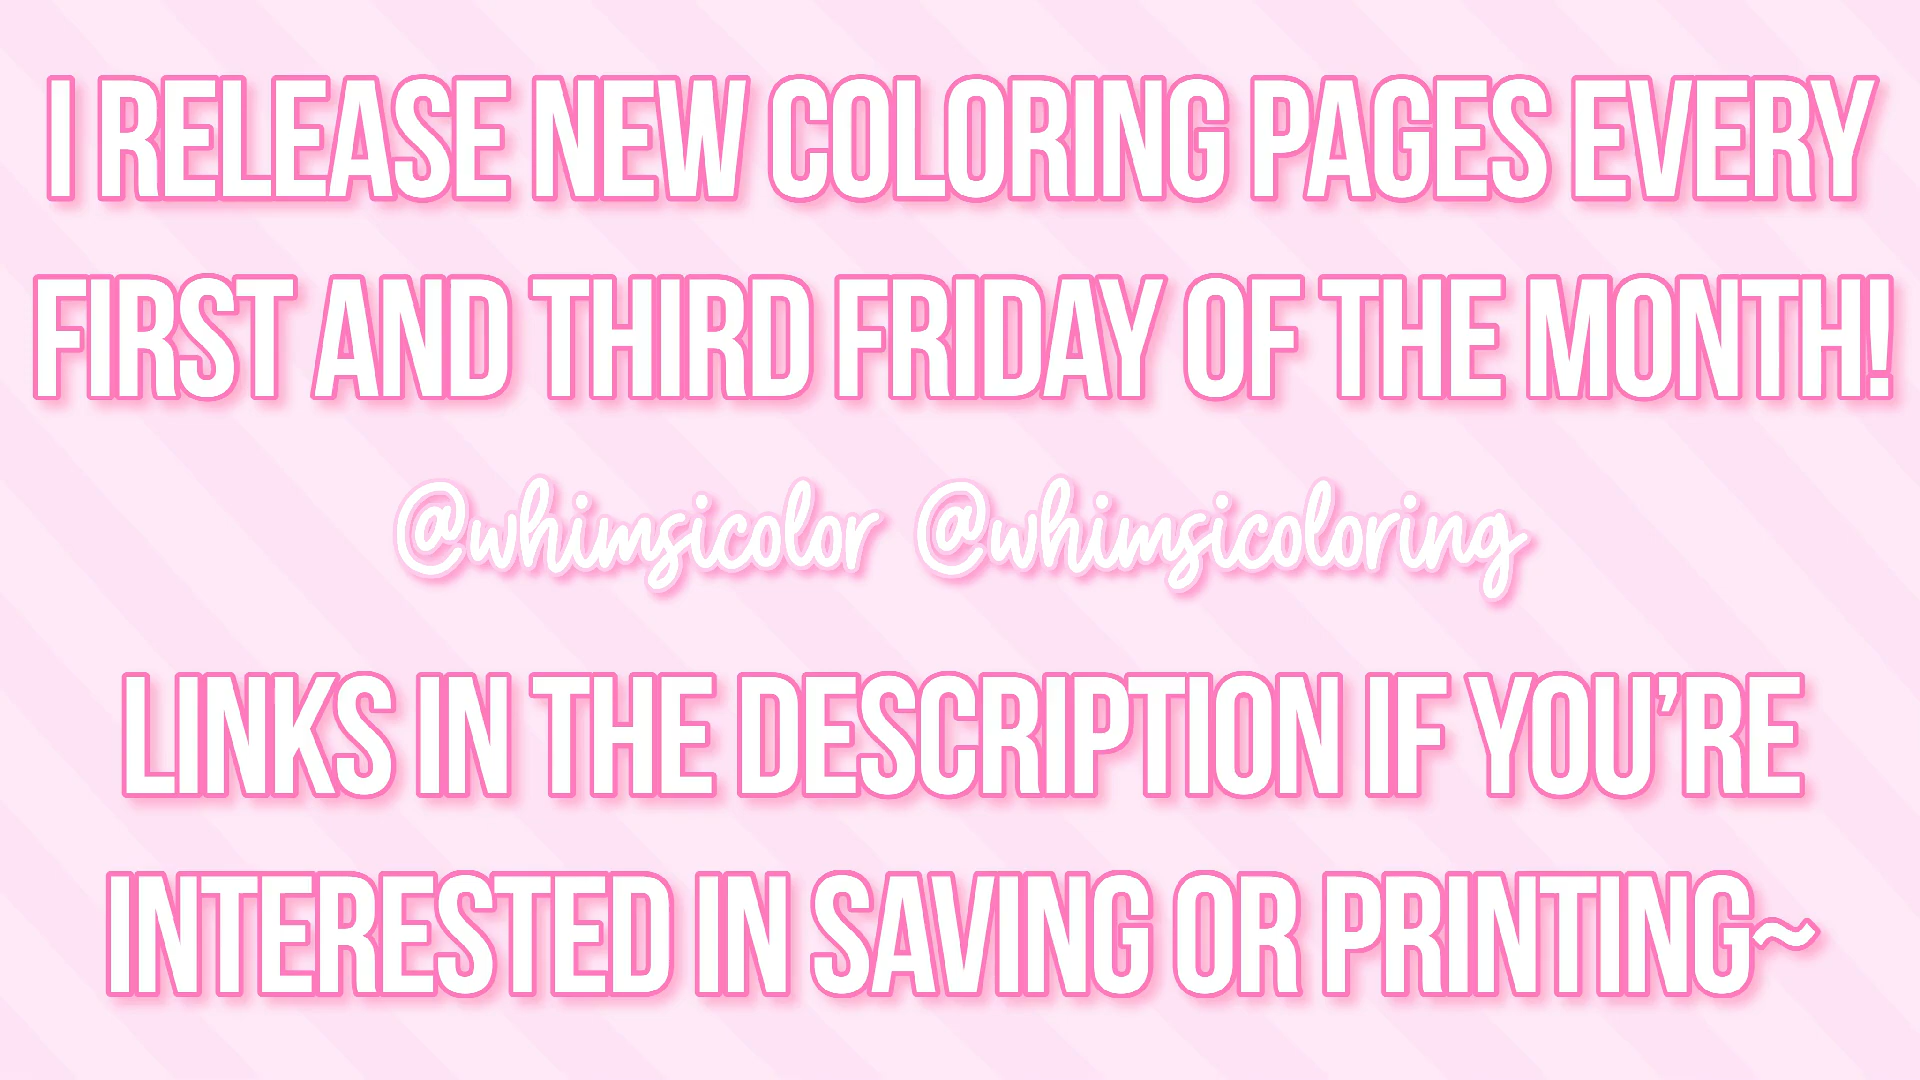 I RELEASE NEW COLORING PAGES EVERY
FIRST AND THIRD FRIDAY OF THE MONTH!
@whimsicolor @whimsicoloring
LINKS IN THE DESCRIPTION IF YOU’RE
INTERESTED IN SAVING OR PRINTING~